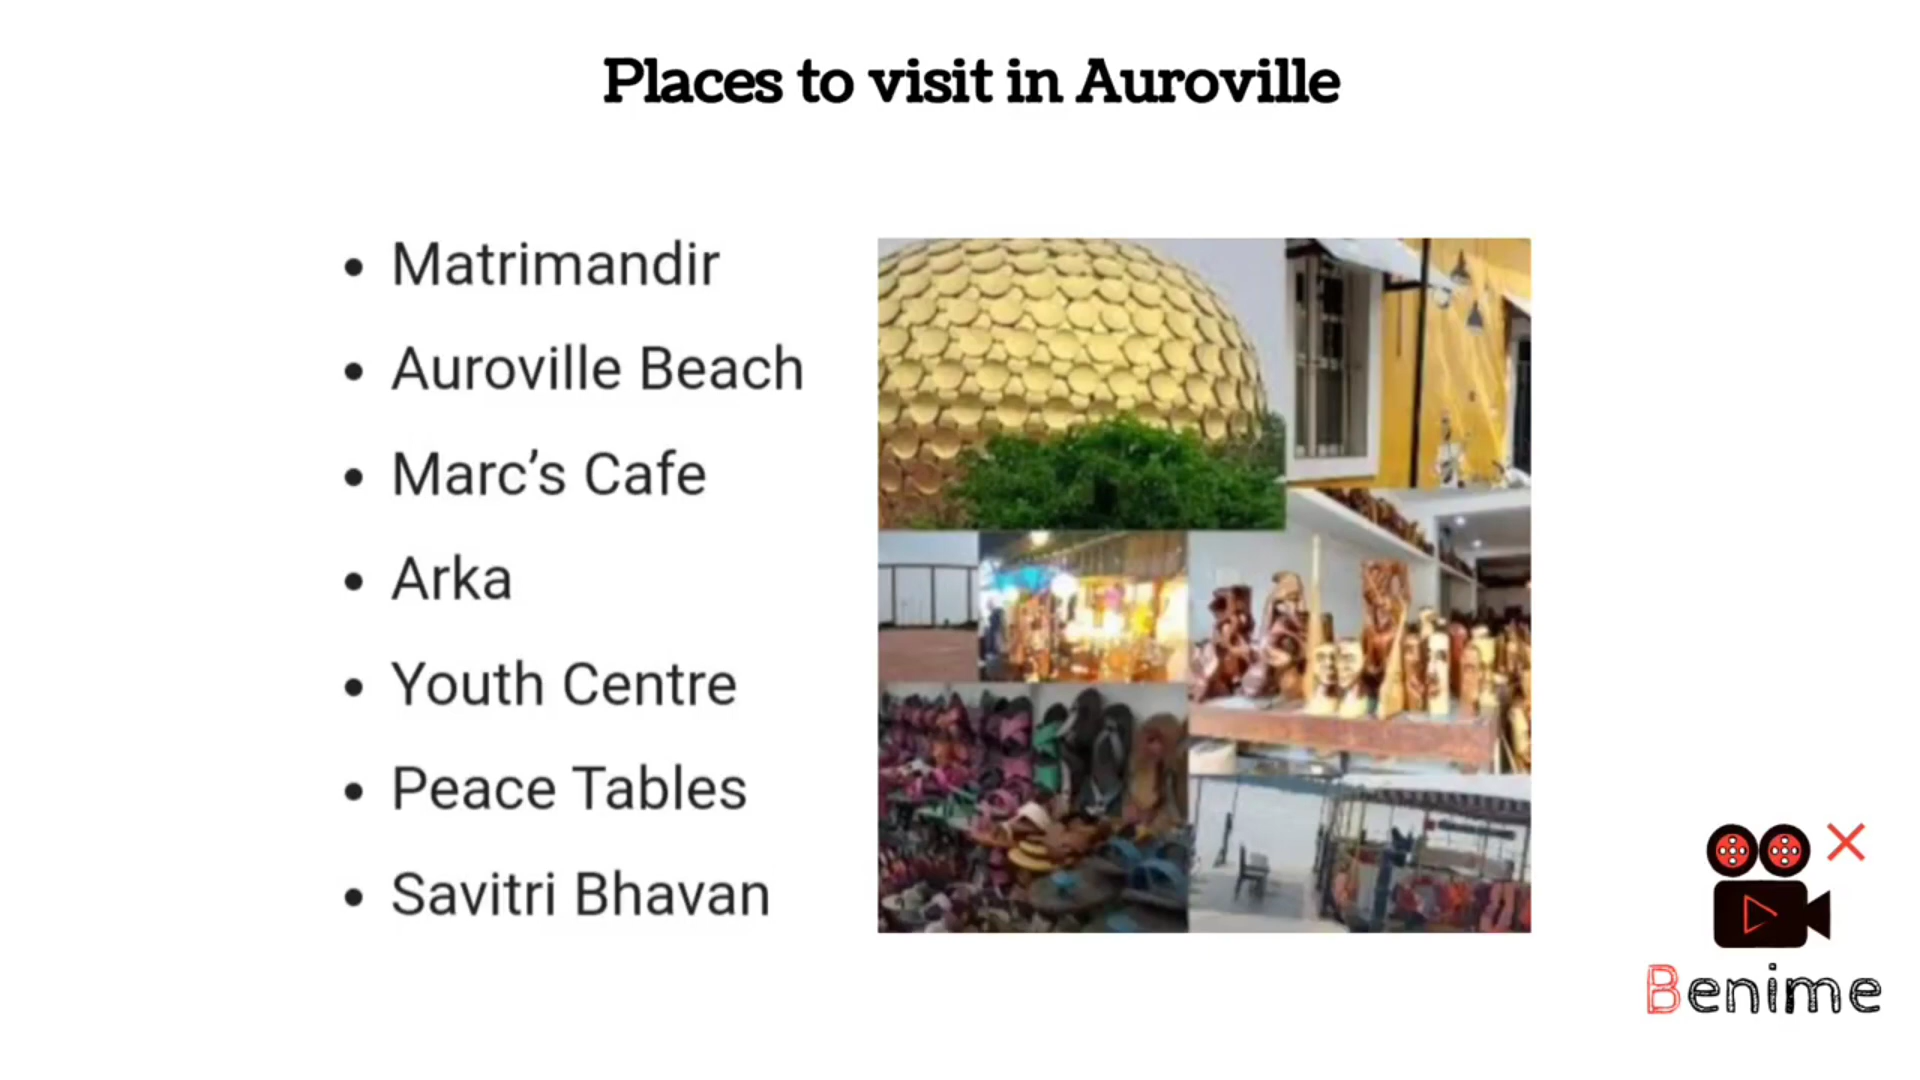 Places to visit in Auroville
• Matrimandir
• Auroville Beach
• Marc’s Cafe
• Arka
• Youth Centre
• Peace Tables
• Savitri Bhavan
Benime